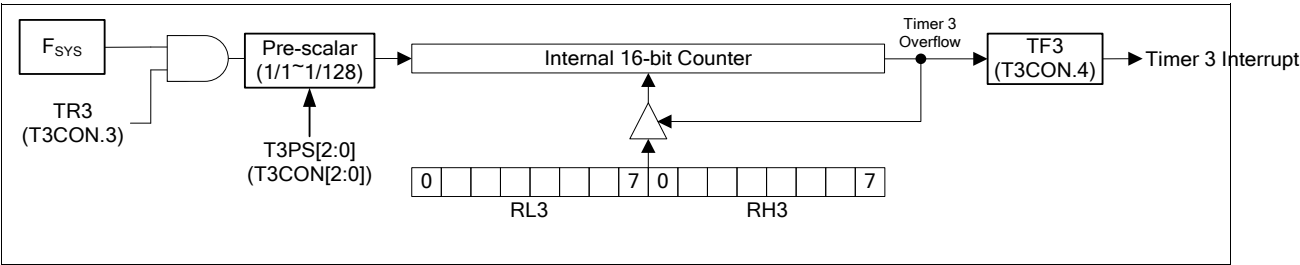 F_SYS
TR3
(T3CON.3)
Pre-scalar
(1/1~1/128)
T3PS[2:0]
(T3CON[2:0])
Internal 16-bit Counter
0 7 0 7
RL3 RH3
Timer 3
Overflow
TF3
(T3CON.4)
Timer 3 Interrupt